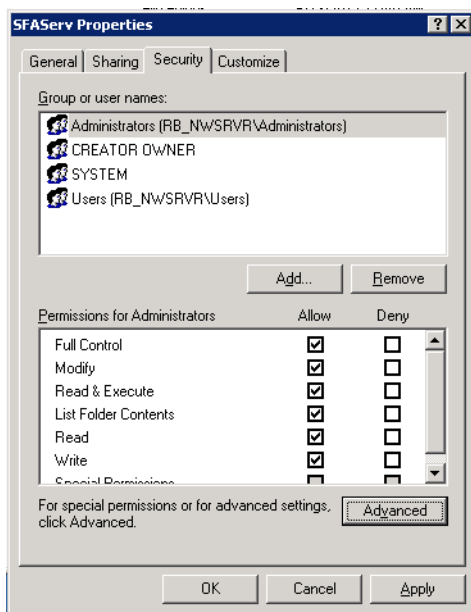 SFAServ Properties
General Sharing Security Customize
Group or user names:
Administrators (RB_NWSRVR\Administrators)
CREATOR OWNER
SYSTEM
Users (RB_NWSRVR\Users)
Add... Remove
Permissions for Administrators Allow Deny
Full Control
Modify
Read & Execute
List Folder Contents
Read
Write
Special Permissions
For special permissions or for advanced settings,
click Advanced.
Advanced
OK Cancel Apply